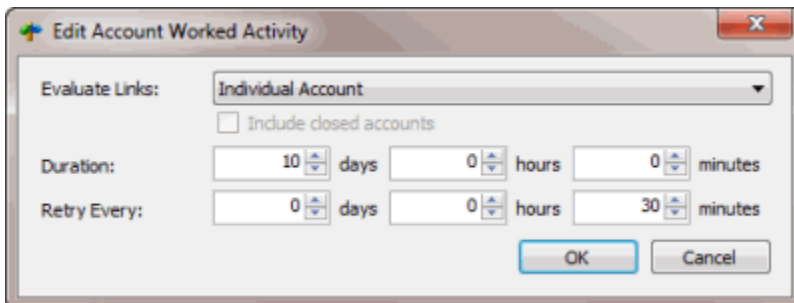 Edit Account Worked Activity
Evaluate Links: Individual Account
Include closed accounts
Duration: 10 days 0 hours 0 minutes
Retry Every: 0 days 0 hours 30 minutes
OK Cancel